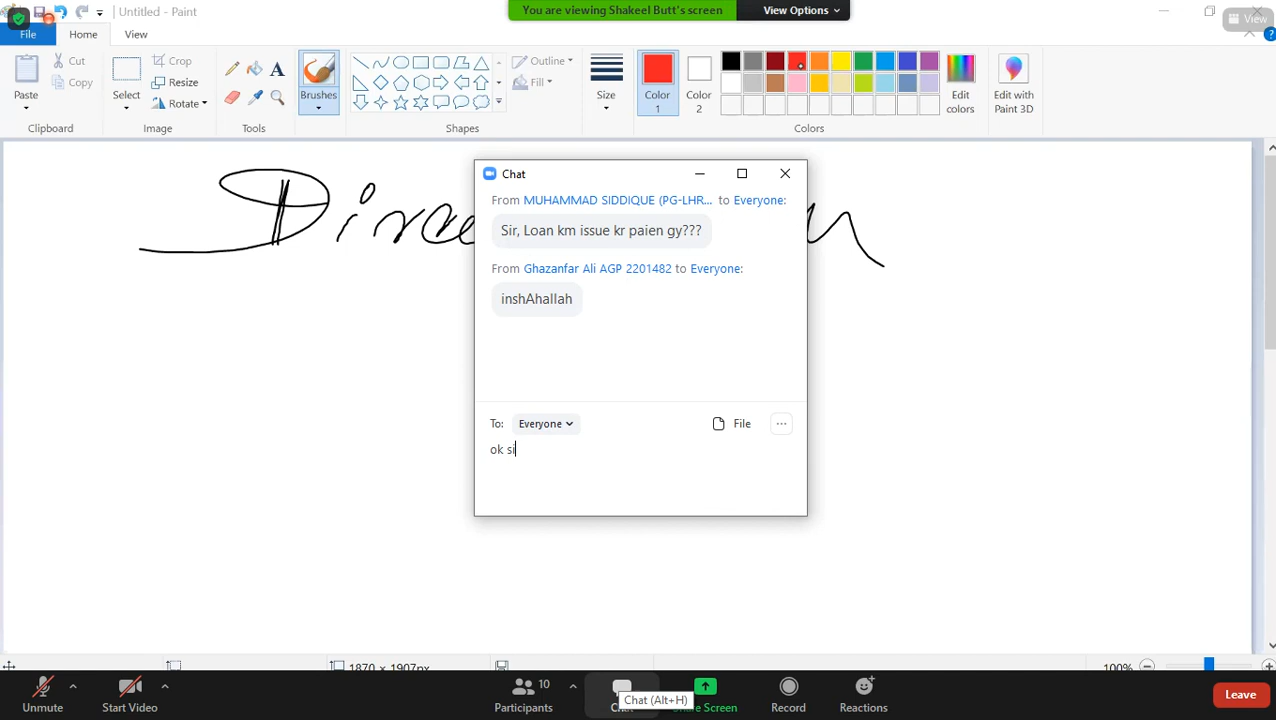 Untitled - Paint
You are viewing Shakeel Butt's screen
View Options
View
File
Home
View
Paste
Cut
Copy
Clipboard
Select
Crop
Resize
Rotate
Image
A
Tools
Brushes
Shapes
Outline
Fill
Size
Color
1
Color
2
Colors
Edit
colors
Edit with
Paint 3D
?
Chat
From MUHAMMAD SIDDIQUE (PG-LHR... to Everyone:
Sir, Loan km issue kr paien gy???
From Ghazanfar Ali AGP 2201482 to Everyone:
inshAhallah
To: Everyone
File
...
ok si
1870 × 1907px
100%
Unmute
Start Video
10
Participants
Chat (Alt+H)
Share Screen
Record
Reactions
Leave